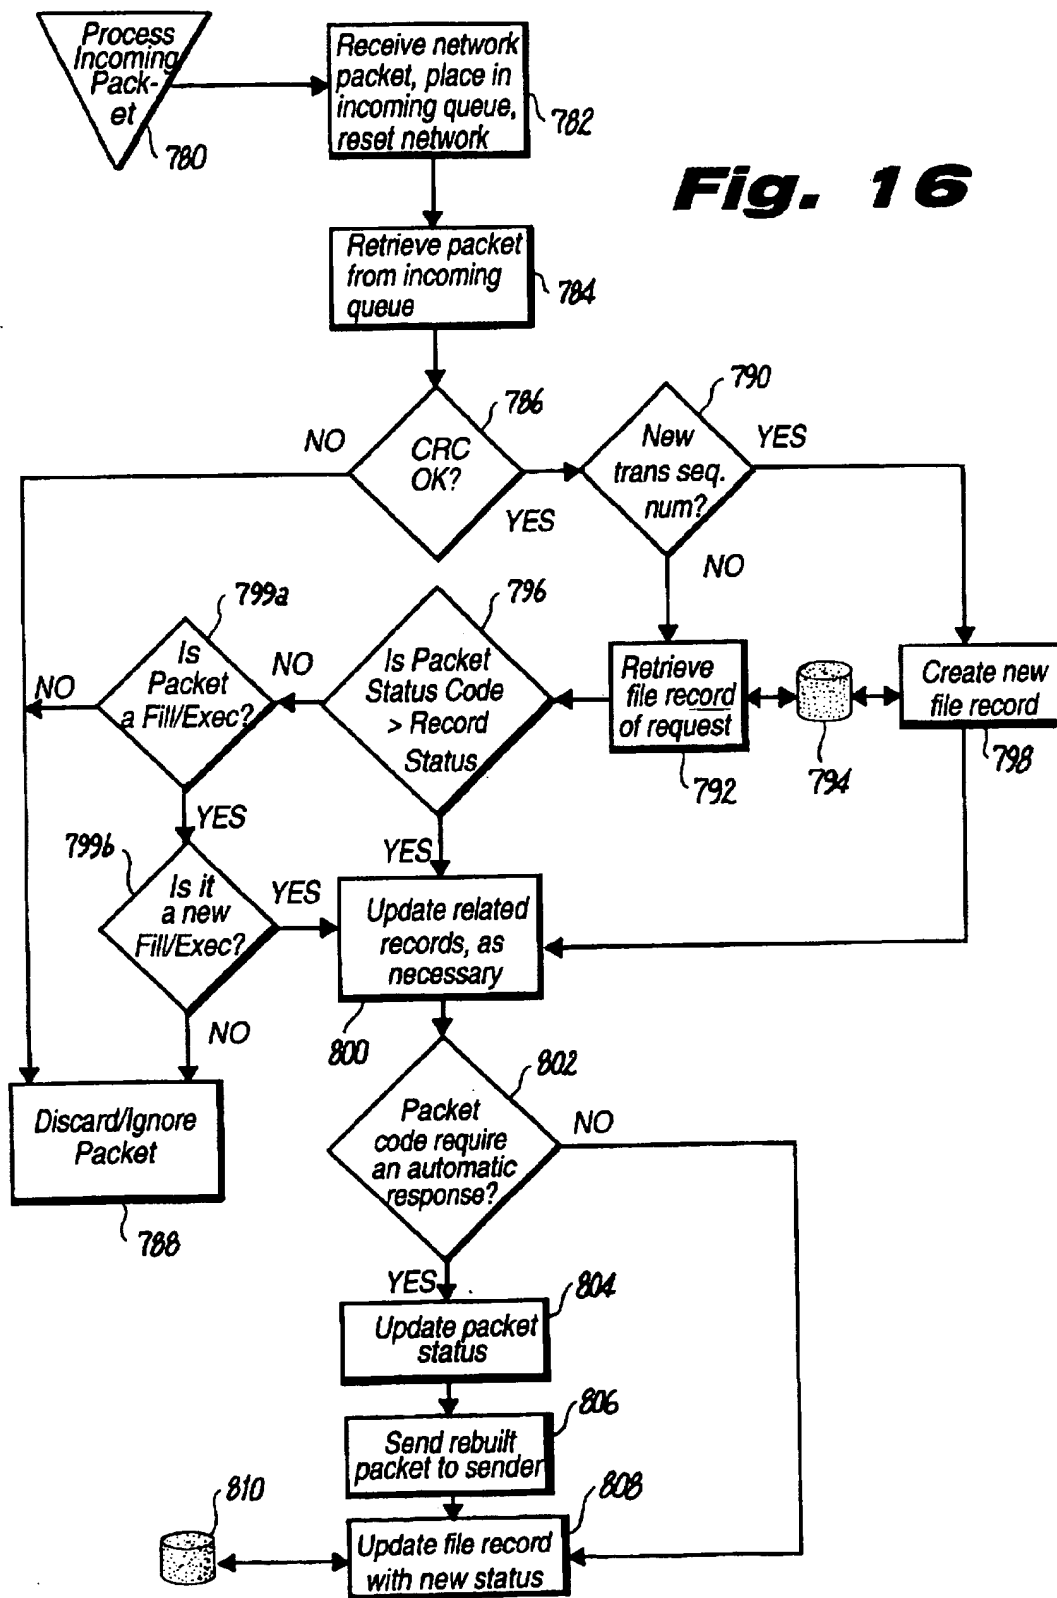 Process
Incoming
Pack-
et
780
Receive network
packet, place in
incoming queue,
reset network
782
Fig. 16
Retrieve packet
from incoming
queue
784
786
790
NO
CRC
OK?
YES
New
trans seq.
num?
YES
NO
799a
796
Is
Packet
a Fill/Exec?
NO
NO
Is Packet
Status Code
> Record
Status
Retrieve
file record
of request
792
794
Create new
file record
798
YES
YES
799b
Is it
a new
Fill/Exec?
YES
Update related
records, as
necessary
800
NO
802
Discard/Ignore
Packet
788
Packet
code require
an automatic
response?
NO
YES
804
Update packet
status
806
Send rebuilt
packet to sender
808
810
Update file record
with new status